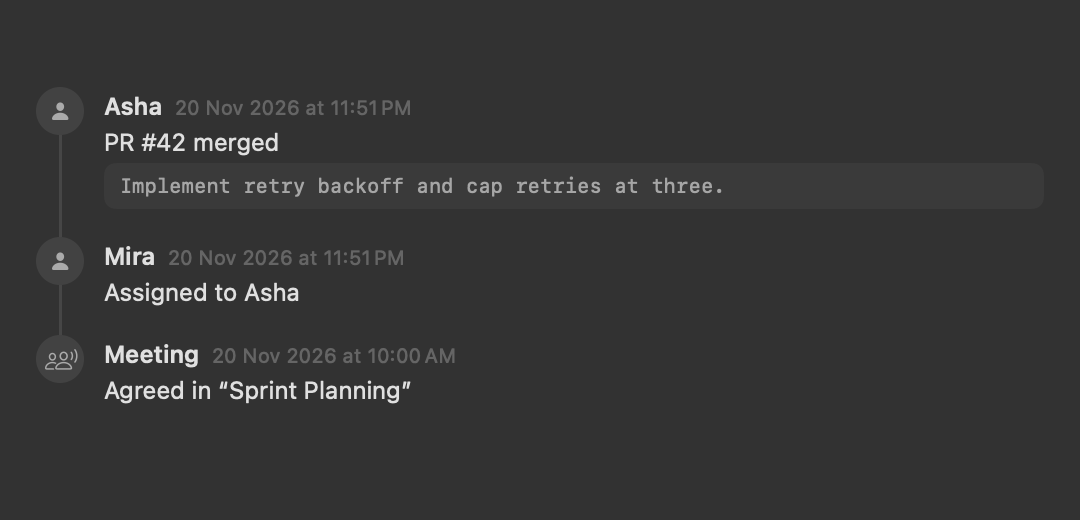 Asha 20 Nov 2026 at 11:51 PM
PR #42 merged
Implement retry backoff and cap retries at three.
Mira 20 Nov 2026 at 11:51 PM
Assigned to Asha
Meeting 20 Nov 2026 at 10:00 AM
Agreed in “Sprint Planning”